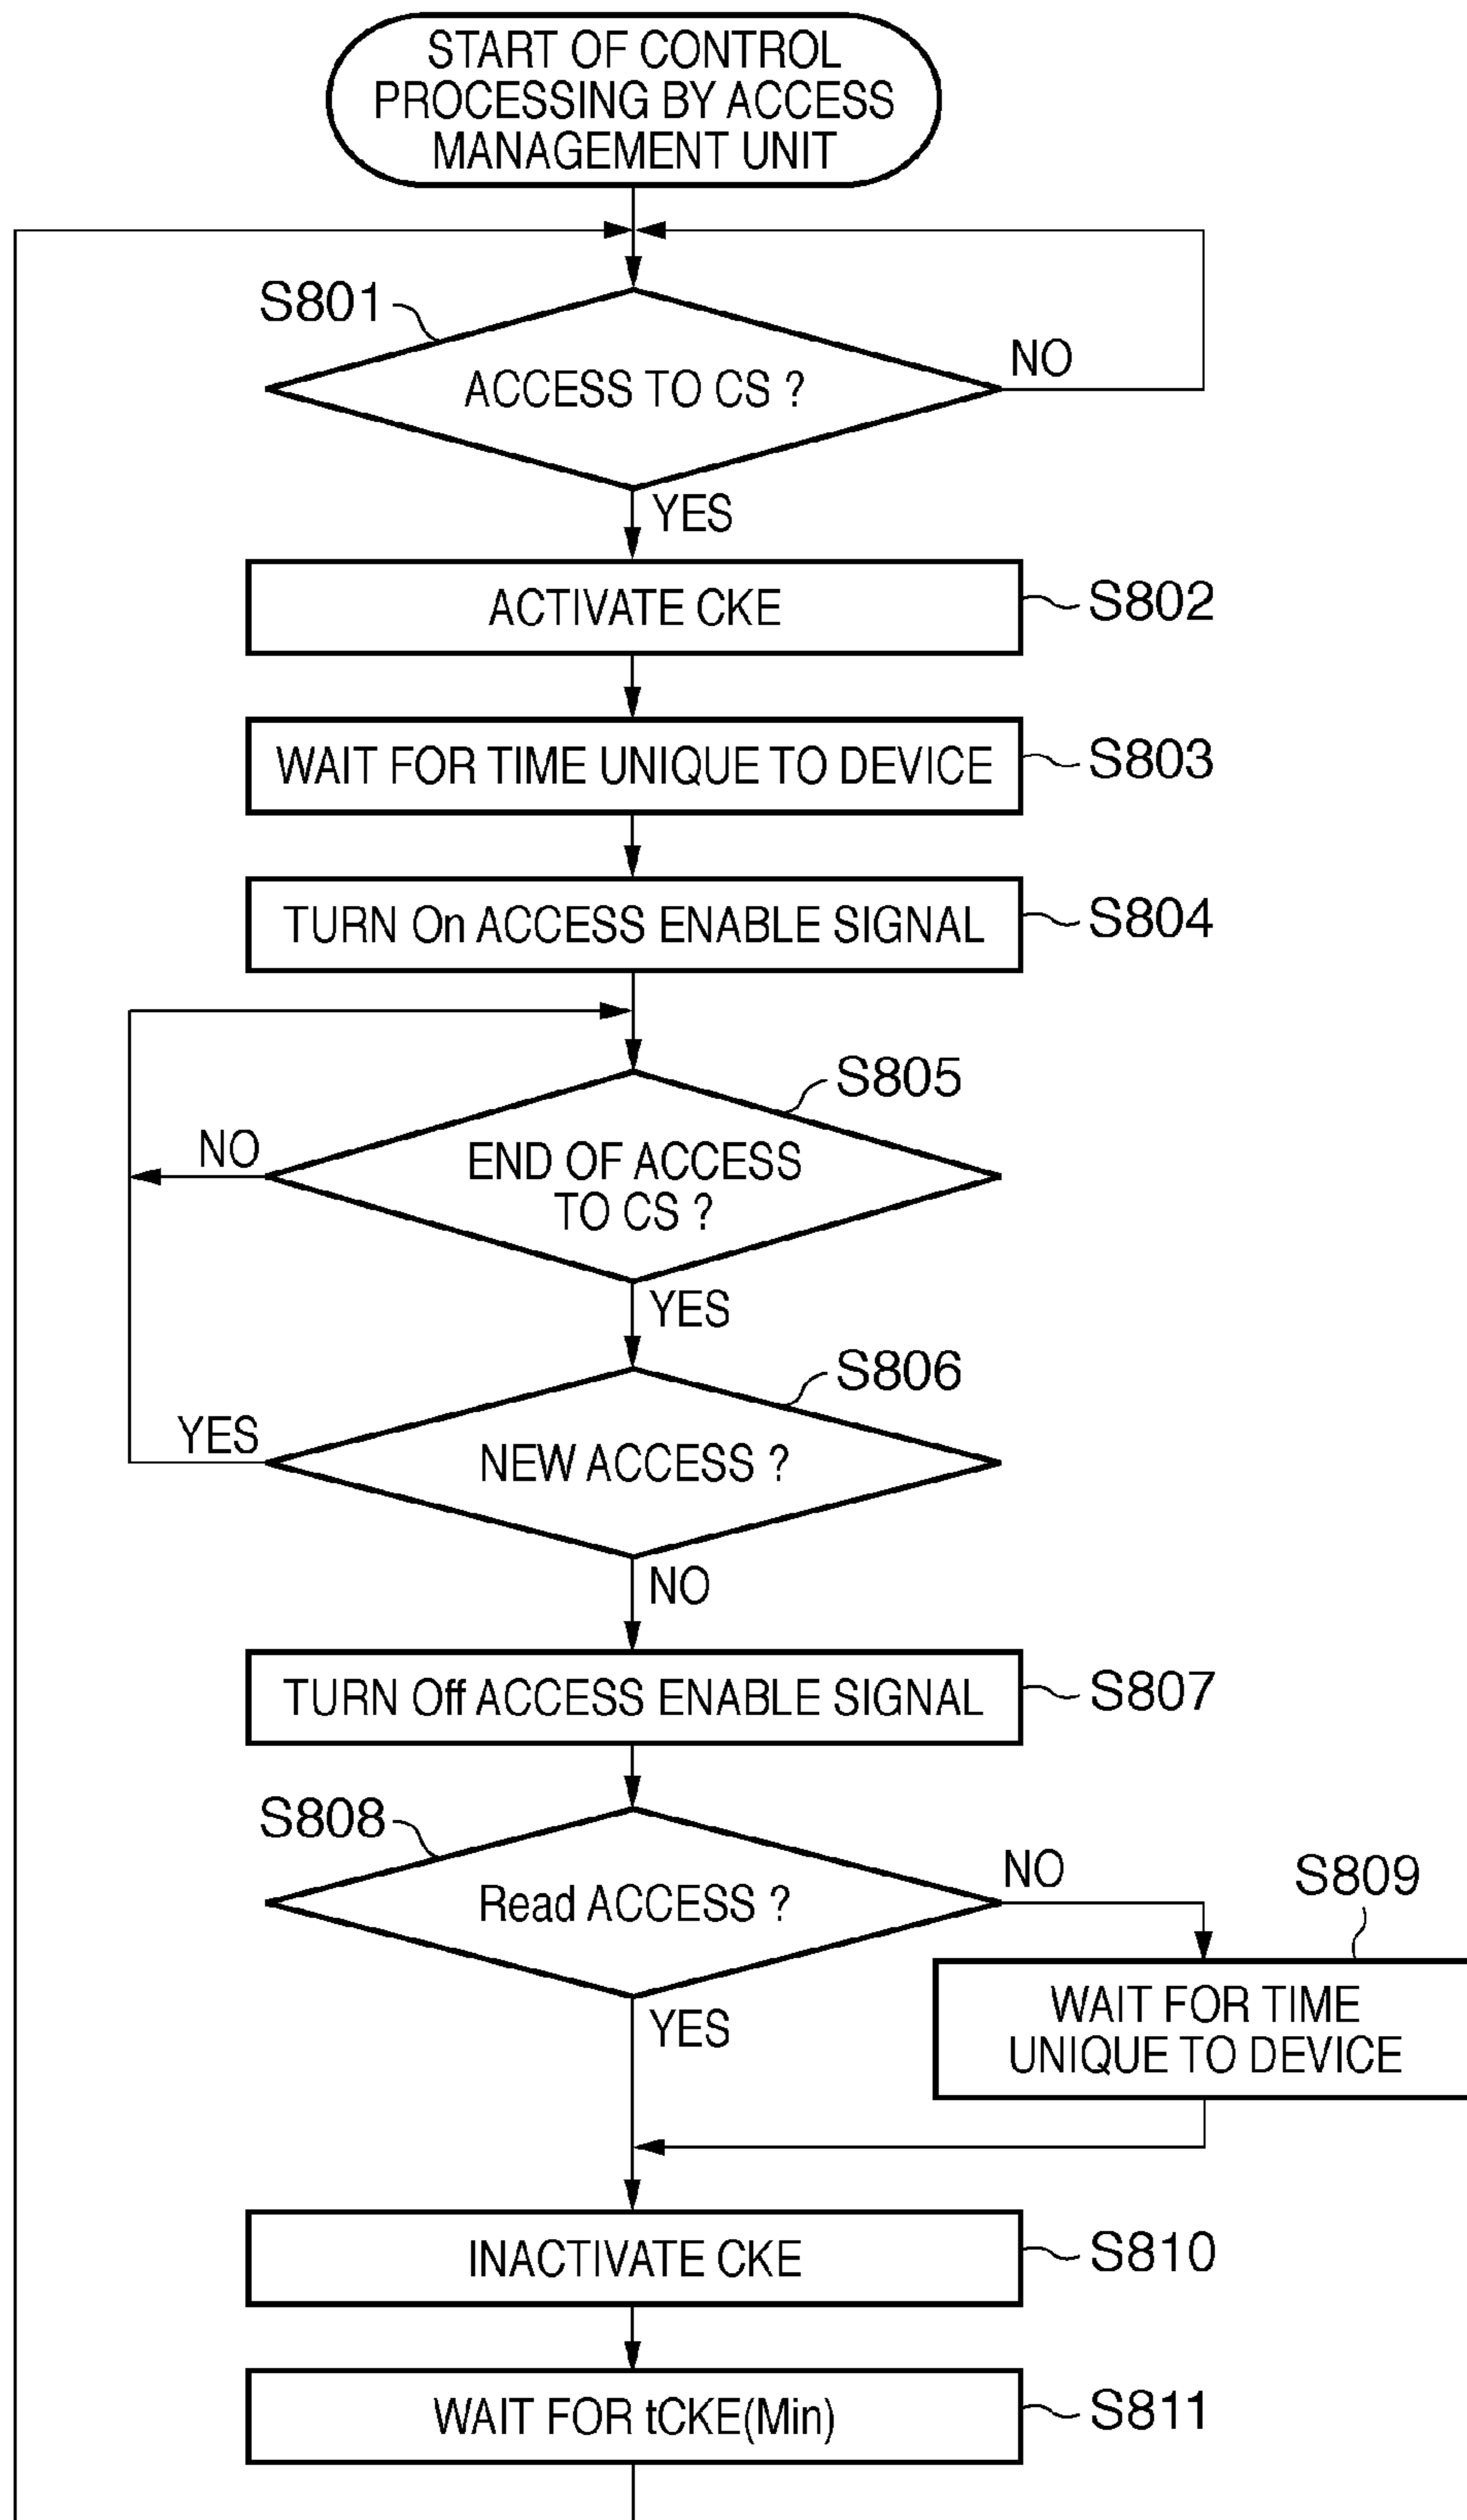 START OF CONTROL
PROCESSING BY ACCESS
MANAGEMENT UNIT
S801
ACCESS TO CS ?
NO
YES
ACTIVATE CKE
S802
WAIT FOR TIME UNIQUE TO DEVICE
S803
TURN On ACCESS ENABLE SIGNAL
S804
S805
NO
END OF ACCESS
TO CS ?
YES
S806
YES
NEW ACCESS ?
NO
TURN Off ACCESS ENABLE SIGNAL
S807
S808
Read ACCESS ?
NO
S809
WAIT FOR TIME
UNIQUE TO DEVICE
YES
INACTIVATE CKE
S810
WAIT FOR tCKE(Min)
S811